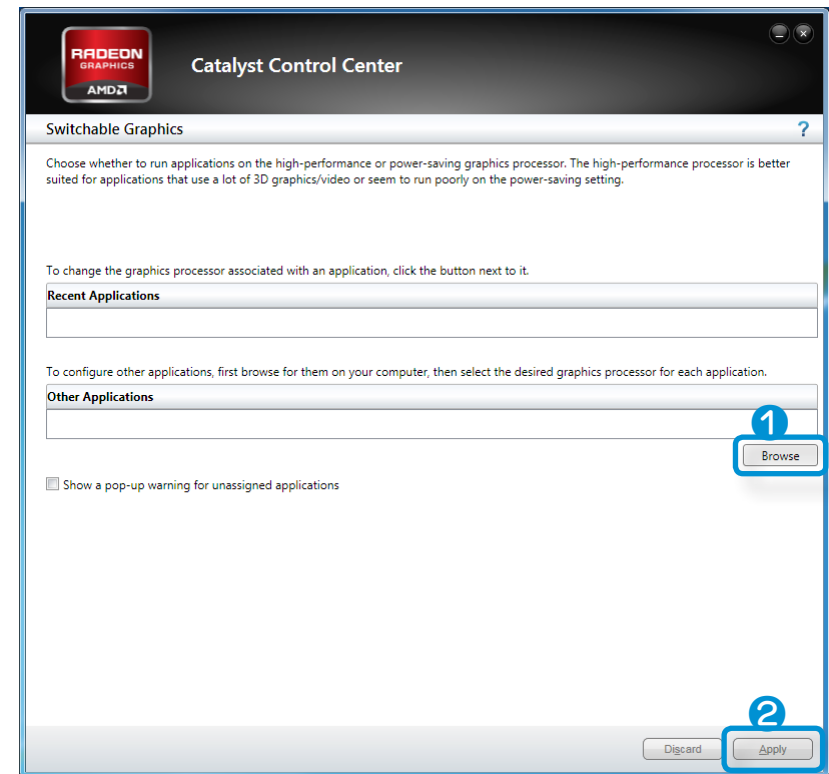 RADEON
GRAPHICS
AMD
Catalyst Control Center
Switchable Graphics
?
Choose whether to run applications on the high-performance or power-saving graphics processor. The high-performance processor is better
suited for applications that use a lot of 3D graphics/video or seem to run poorly on the power-saving setting.
To change the graphics processor associated with an application, click the button next to it.
Recent Applications
To configure other applications, first browse for them on your computer, then select the desired graphics processor for each application.
Other Applications
1
Browse
Show a pop-up warning for unassigned applications
2
Discard
Apply